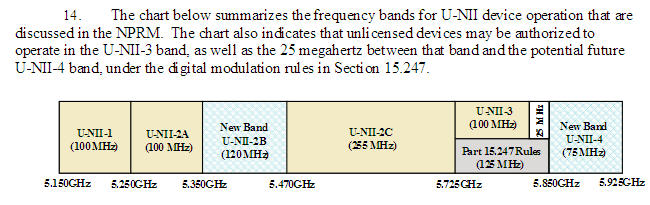 14. The chart below summarizes the frequency bands for U-NII device operation that are
discussed in the NPRM. The chart also indicates that unlicensed devices may be authorized to
operate in the U-NII-3 band, as well as the 25 megahertz between that band and the potential future
U-NII-4 band, under the digital modulation rules in Section 15.247.
U-NII-1
(100 MHz)
U-NII-2A
(100 MHz)
New Band
U-NII-2B
(120 MHz)
U-NII-2C
(255 MHz)
U-NII-3
(100 MHz)
25 MHz
Part 15.247 Rules
(125 MHz)
New Band
U-NII-4
(75 MHz)
5.150GHz 5.250GHz 5.350GHz 5.470GHz 5.725GHz 5.850GHz 5.925GHz